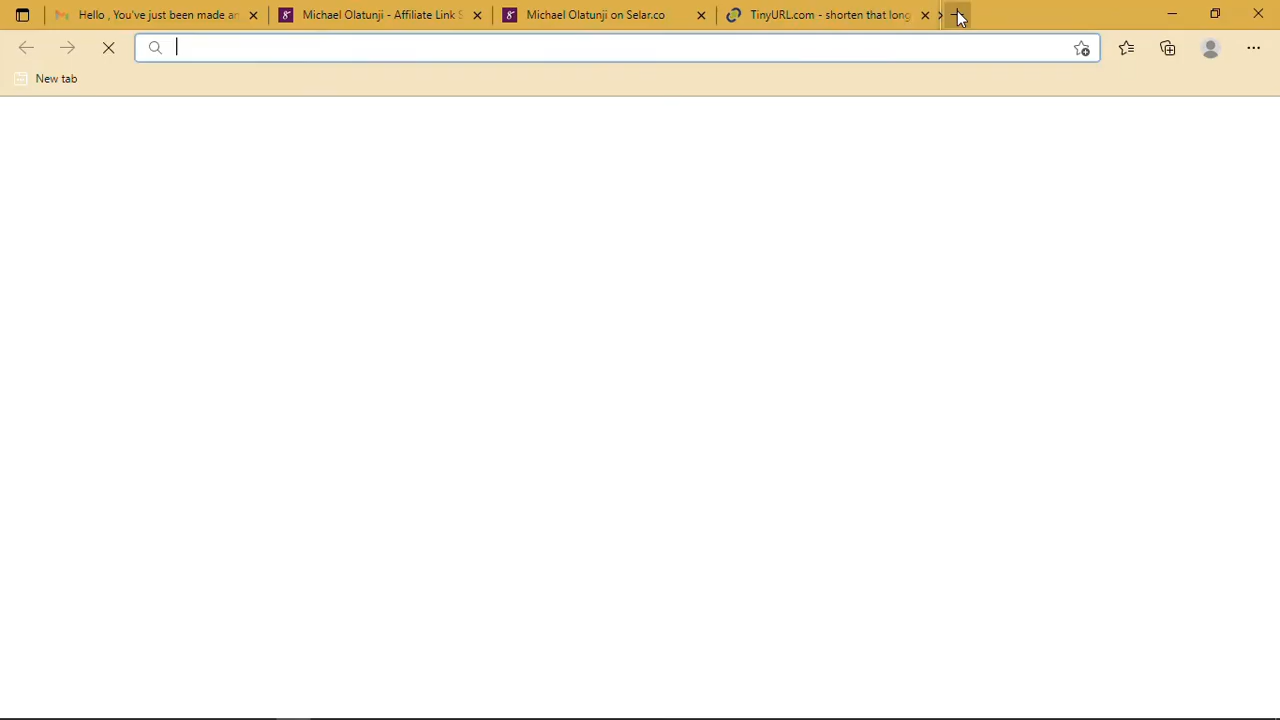 Hello , You've just been made an
Michael Olatunji - Affiliate Link S
Michael Olatunji on Selar.co
TinyURL.com - shorten that long
New tab